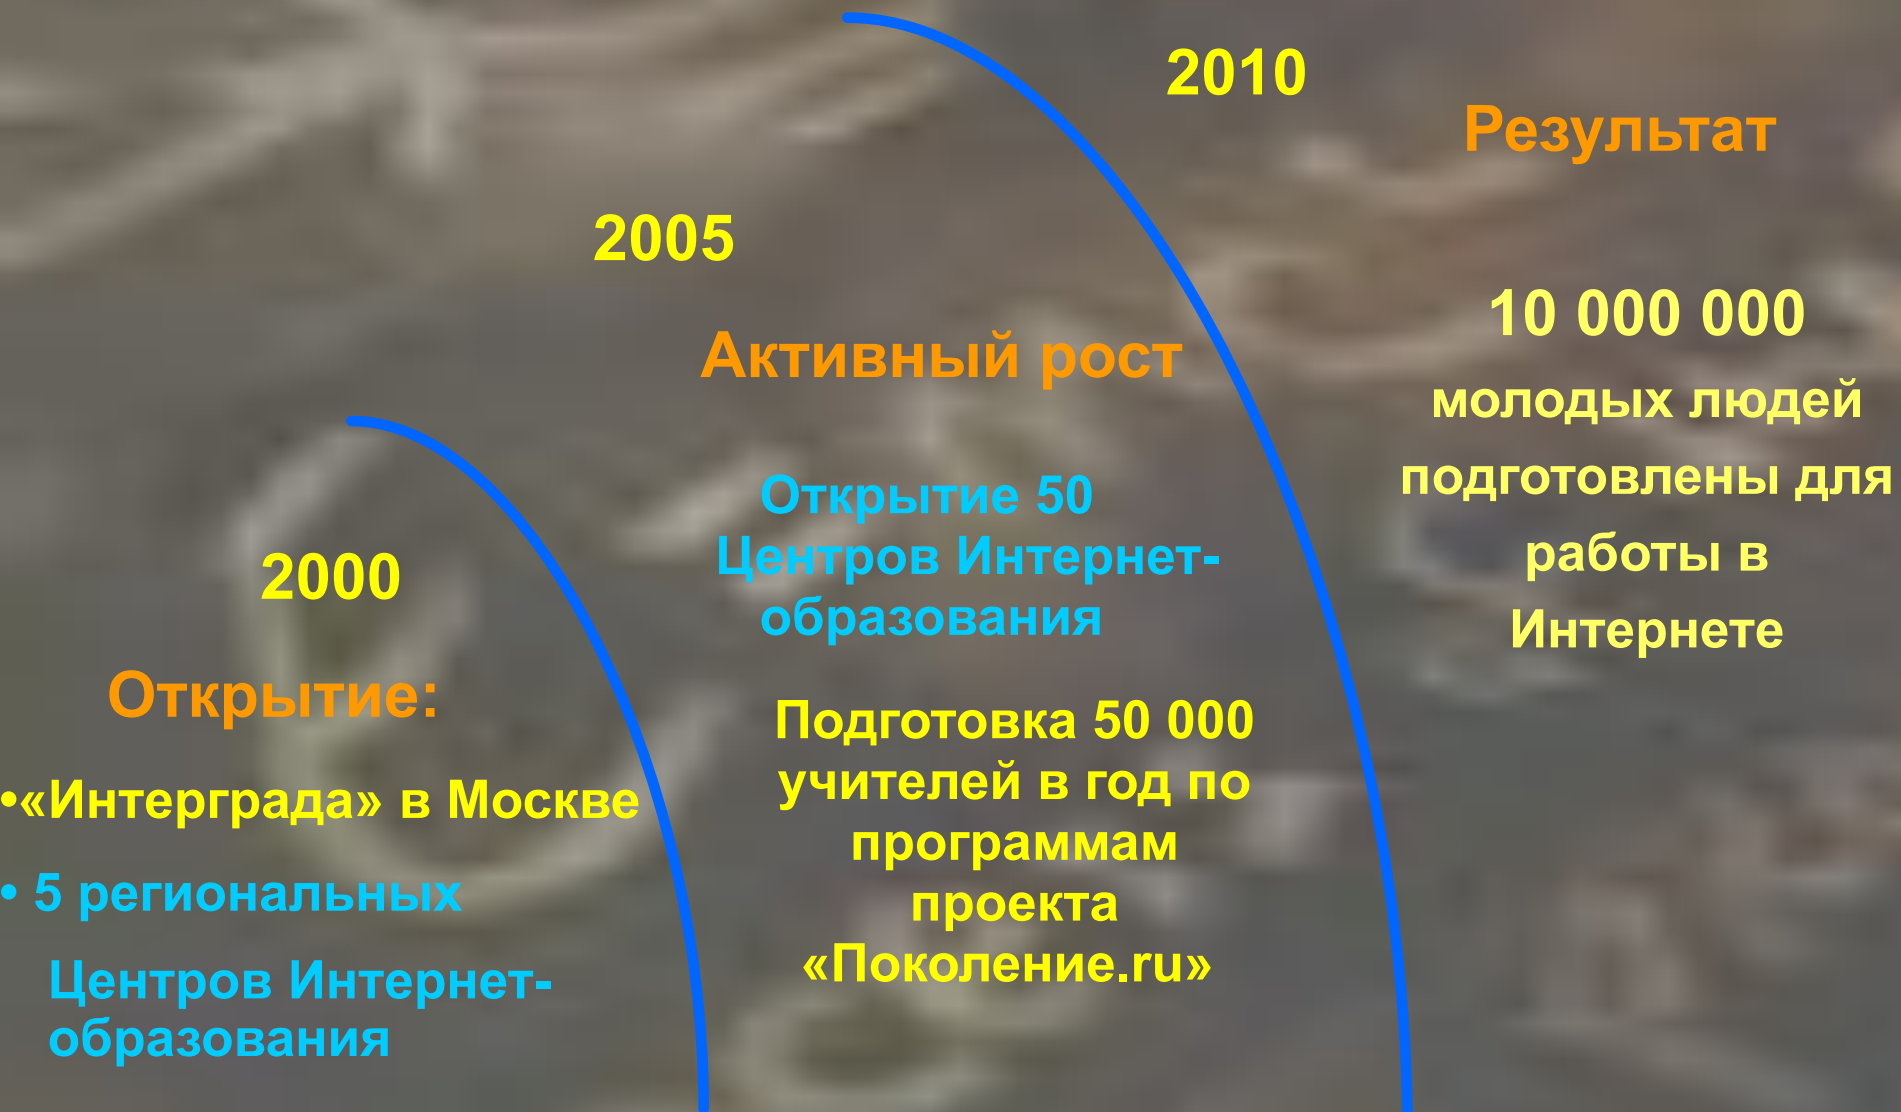 2000
Открытие:
•«Интерграда» в Москве
• 5 региональных
Центров Интернет-
образования
2005
Активный рост
Открытие 50
Центров Интернет-
образования
Подготовка 50 000
учителей в год по
программам
проекта
«Поколение.ru»
2010
Результат
10 000 000
молодых людей
подготовлены для
работы в
Интернете